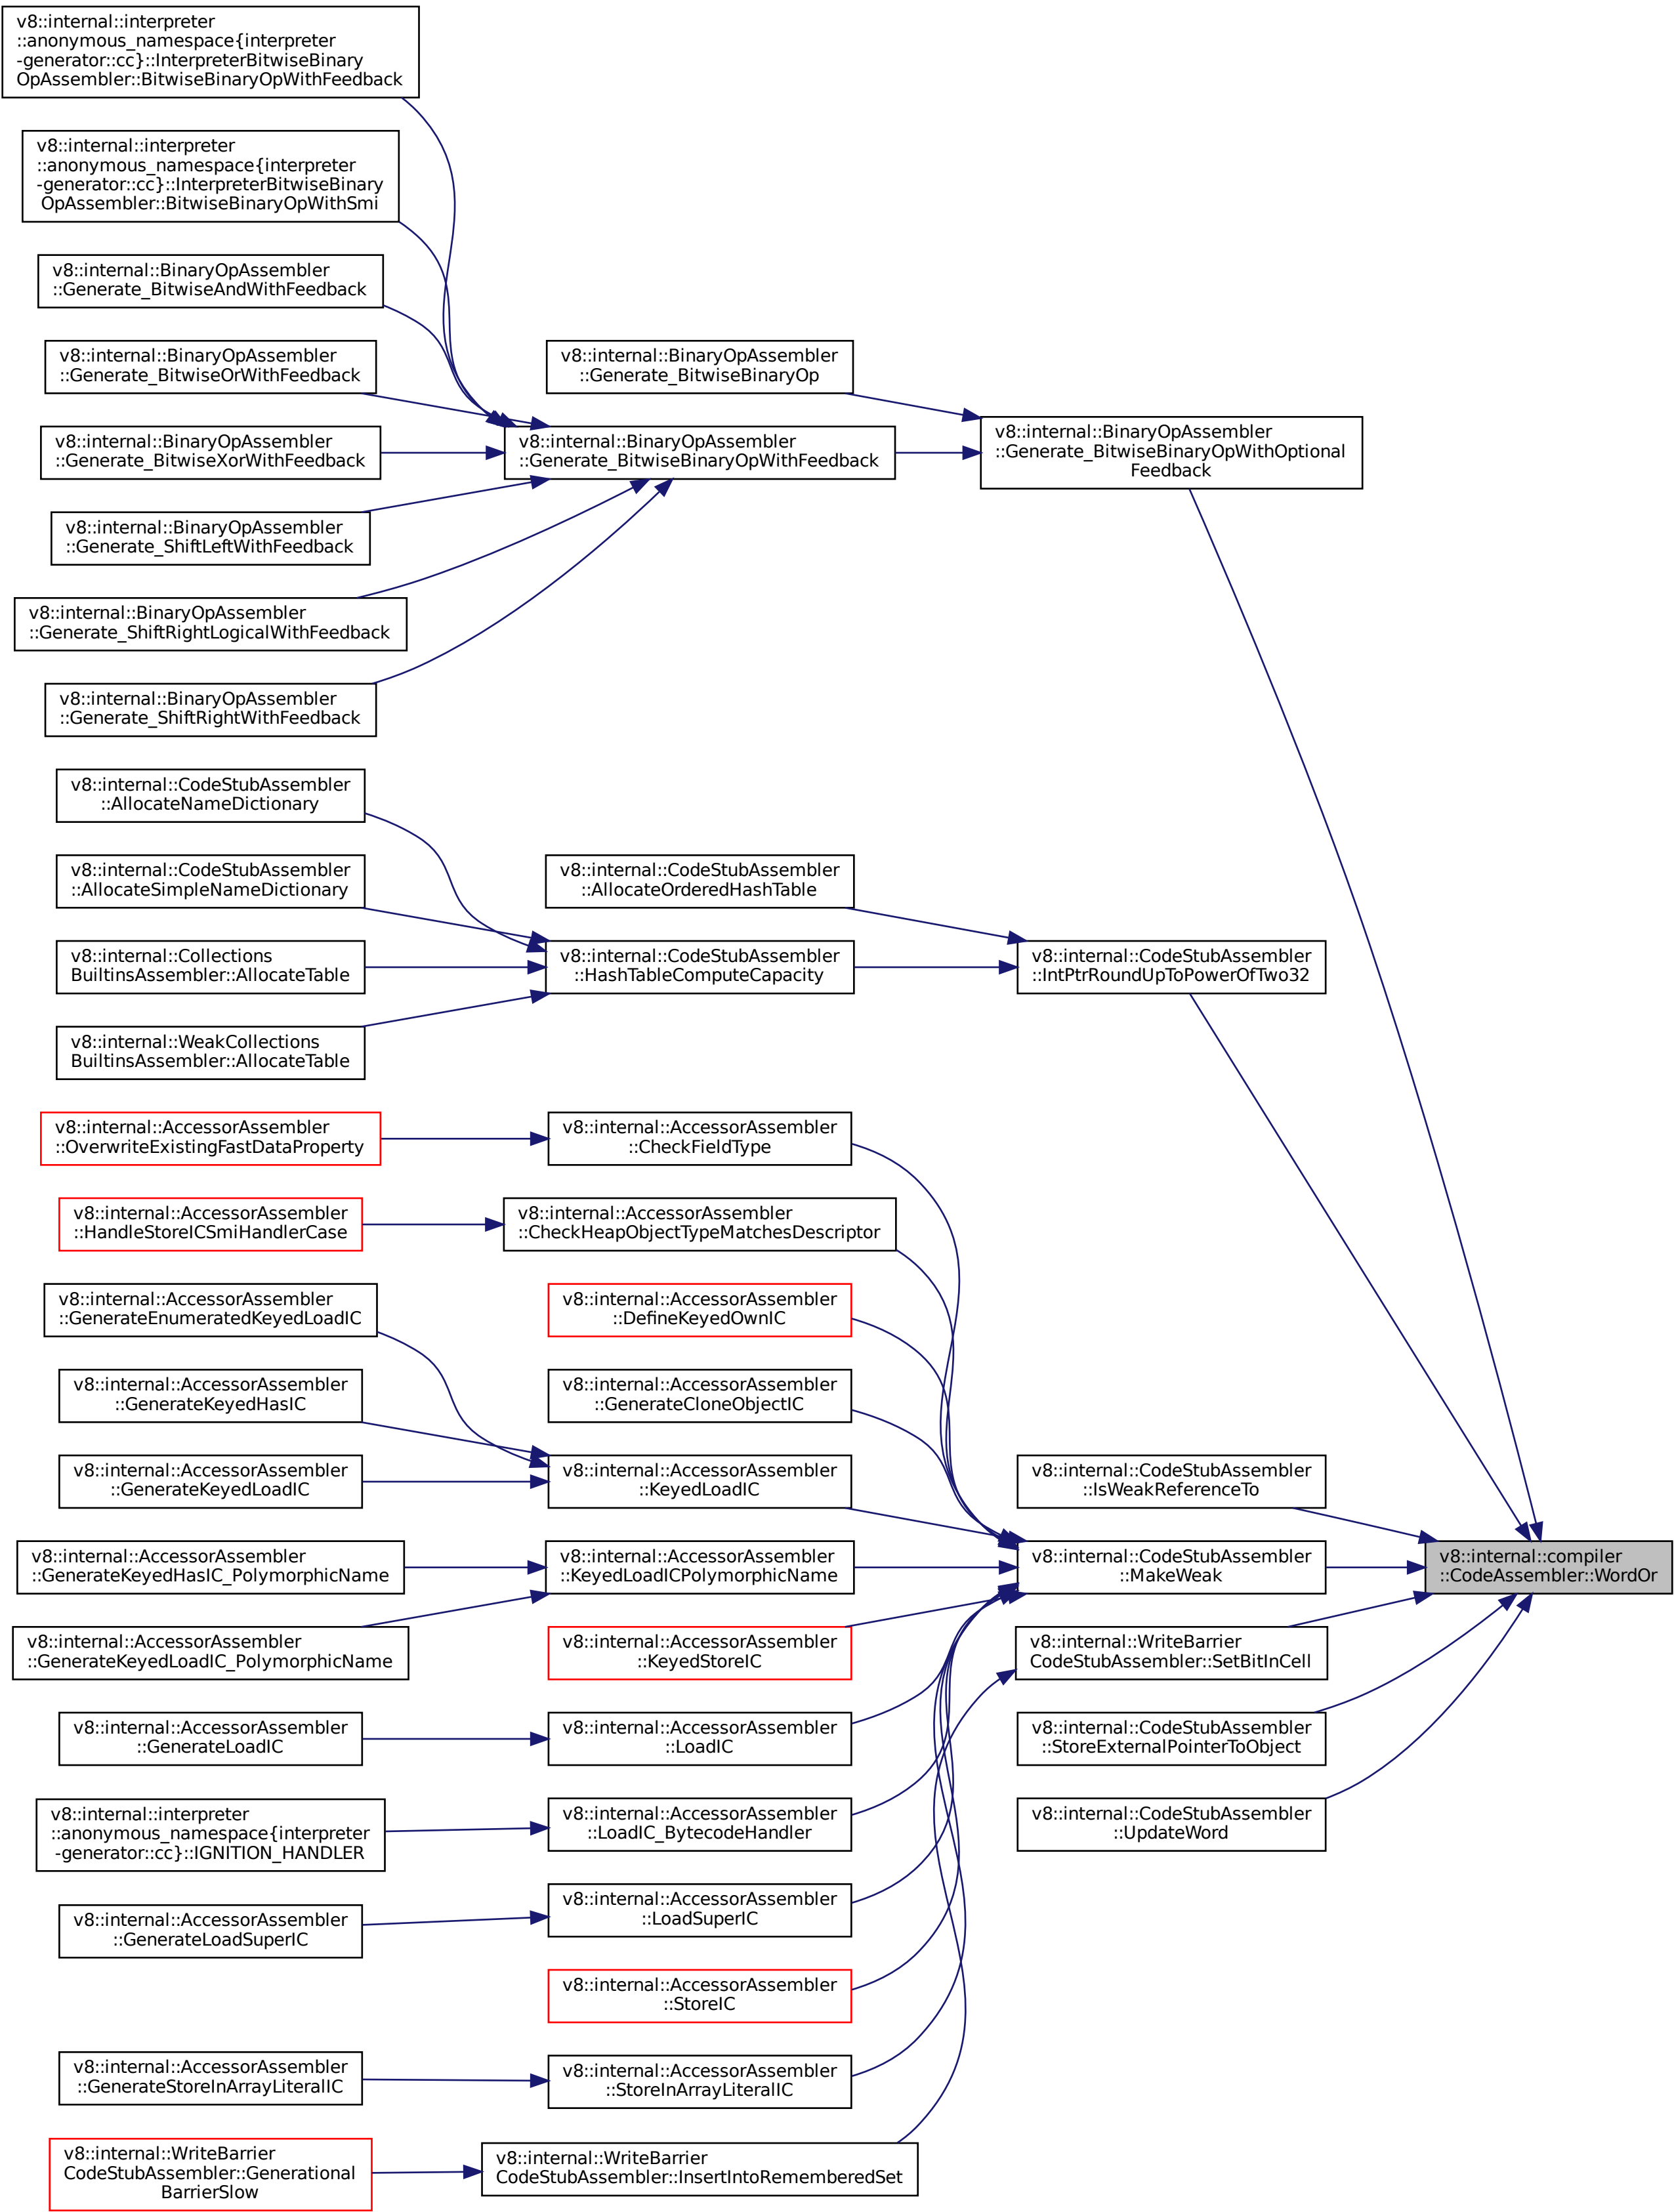 v8::internal::interpreter
::anonymous_namespace{interpreter
-generator::cc}::InterpreterBitwiseBinary
OpAssembler::BitwiseBinaryOpWithFeedback
v8::internal::interpreter
::anonymous_namespace{interpreter
-generator::cc}::InterpreterBitwiseBinary
OpAssembler::BitwiseBinaryOpWithSmi
v8::internal::BinaryOpAssembler
::Generate_BitwiseAndWithFeedback
v8::internal::BinaryOpAssembler
::Generate_BitwiseOrWithFeedback
v8::internal::BinaryOpAssembler
::Generate_BitwiseXorWithFeedback
v8::internal::BinaryOpAssembler
::Generate_ShiftLeftWithFeedback
v8::internal::BinaryOpAssembler
::Generate_ShiftRightLogicalWithFeedback
v8::internal::BinaryOpAssembler
::Generate_ShiftRightWithFeedback
v8::internal::CodeStubAssembler
::AllocateNameDictionary
v8::internal::CodeStubAssembler
::AllocateSimpleNameDictionary
v8::internal::Collections
BuiltinsAssembler::AllocateTable
v8::internal::WeakCollections
BuiltinsAssembler::AllocateTable
v8::internal::AccessorAssembler
::OverwriteExistingFastDataProperty
v8::internal::AccessorAssembler
::HandleStoreICSmiHandlerCase
v8::internal::AccessorAssembler
::GenerateEnumeratedKeyedLoadIC
v8::internal::AccessorAssembler
::GenerateKeyedHasIC
v8::internal::AccessorAssembler
::GenerateKeyedLoadIC
v8::internal::AccessorAssembler
::GenerateKeyedHasIC_PolymorphicName
v8::internal::AccessorAssembler
::GenerateKeyedLoadIC_PolymorphicName
v8::internal::AccessorAssembler
::GenerateLoadIC
v8::internal::interpreter
::anonymous_namespace{interpreter
-generator::cc}::IGNITION_HANDLER
v8::internal::AccessorAssembler
::GenerateLoadSuperIC
v8::internal::AccessorAssembler
::GenerateStoreInArrayLiteralIC
v8::internal::WriteBarrier
CodeStubAssembler::Generational
BarrierSlow
v8::internal::BinaryOpAssembler
::Generate_BitwiseBinaryOp
v8::internal::BinaryOpAssembler
::Generate_BitwiseBinaryOpWithFeedback
v8::internal::CodeStubAssembler
::AllocateOrderedHashTable
v8::internal::CodeStubAssembler
::HashTableComputeCapacity
v8::internal::AccessorAssembler
::CheckFieldType
v8::internal::AccessorAssembler
::CheckHeapObjectTypeMatchesDescriptor
v8::internal::AccessorAssembler
::DefineKeyedOwnIC
v8::internal::AccessorAssembler
::GenerateCloneObjectIC
v8::internal::AccessorAssembler
::KeyedLoadIC
v8::internal::AccessorAssembler
::KeyedLoadICPolymorphicName
v8::internal::AccessorAssembler
::KeyedStoreIC
v8::internal::AccessorAssembler
::LoadIC
v8::internal::AccessorAssembler
::LoadIC_BytecodeHandler
v8::internal::AccessorAssembler
::LoadSuperIC
v8::internal::AccessorAssembler
::StoreIC
v8::internal::AccessorAssembler
::StoreInArrayLiteralIC
v8::internal::WriteBarrier
CodeStubAssembler::InsertIntoRememberedSet
v8::internal::BinaryOpAssembler
::Generate_BitwiseBinaryOpWithOptional
Feedback
v8::internal::CodeStubAssembler
::IntPtrRoundUpToPowerOfTwo32
v8::internal::CodeStubAssembler
::IsWeakReferenceTo
v8::internal::CodeStubAssembler
::MakeWeak
v8::internal::WriteBarrier
CodeStubAssembler::SetBitInCell
v8::internal::CodeStubAssembler
::StoreExternalPointerToObject
v8::internal::CodeStubAssembler
::UpdateWord
v8::internal::compiler
::CodeAssembler::WordOr